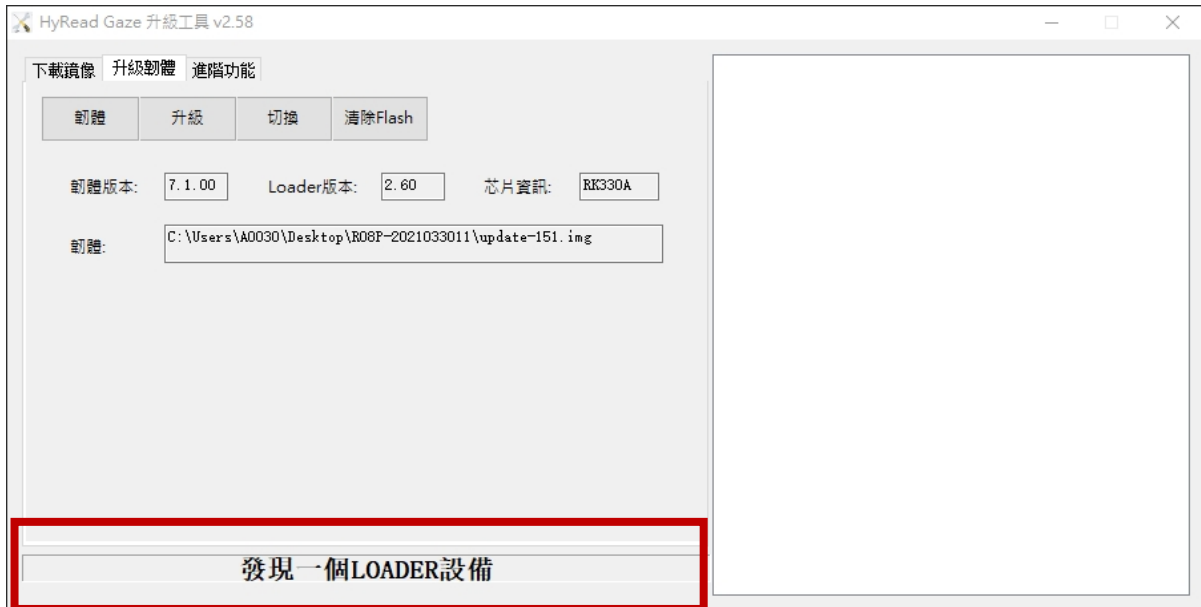 HyRead Gaze 升級工具 v2.58
下載鏡像 升級韌體 進階功能
韌體 升級 切換 清除Flash
韌體版本: 7.1.00 Loader版本: 2.60 芯片資訊: RK330A
韌體: C:\Users\A0030\Desktop\R08P-2021033011\update-151.img
發現一個LOADER設備